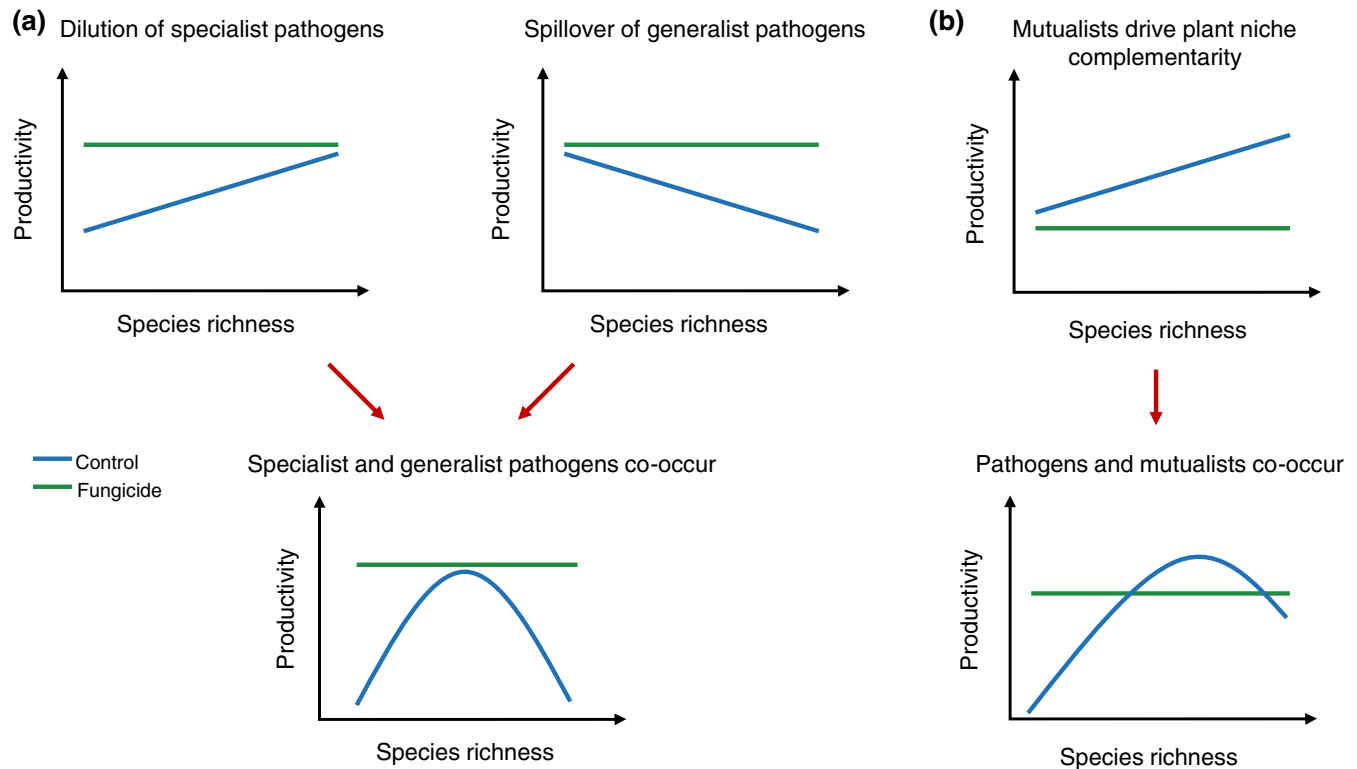 (a) Dilution of specialist pathogens
Productivity
Species richness
Spillover of generalist pathogens
Productivity
Species richness
(b) Mutualists drive plant niche
complementarity
Productivity
Species richness
Control
Fungicide
Specialist and generalist pathogens co-occur
Productivity
Species richness
Pathogens and mutualists co-occur
Productivity
Species richness